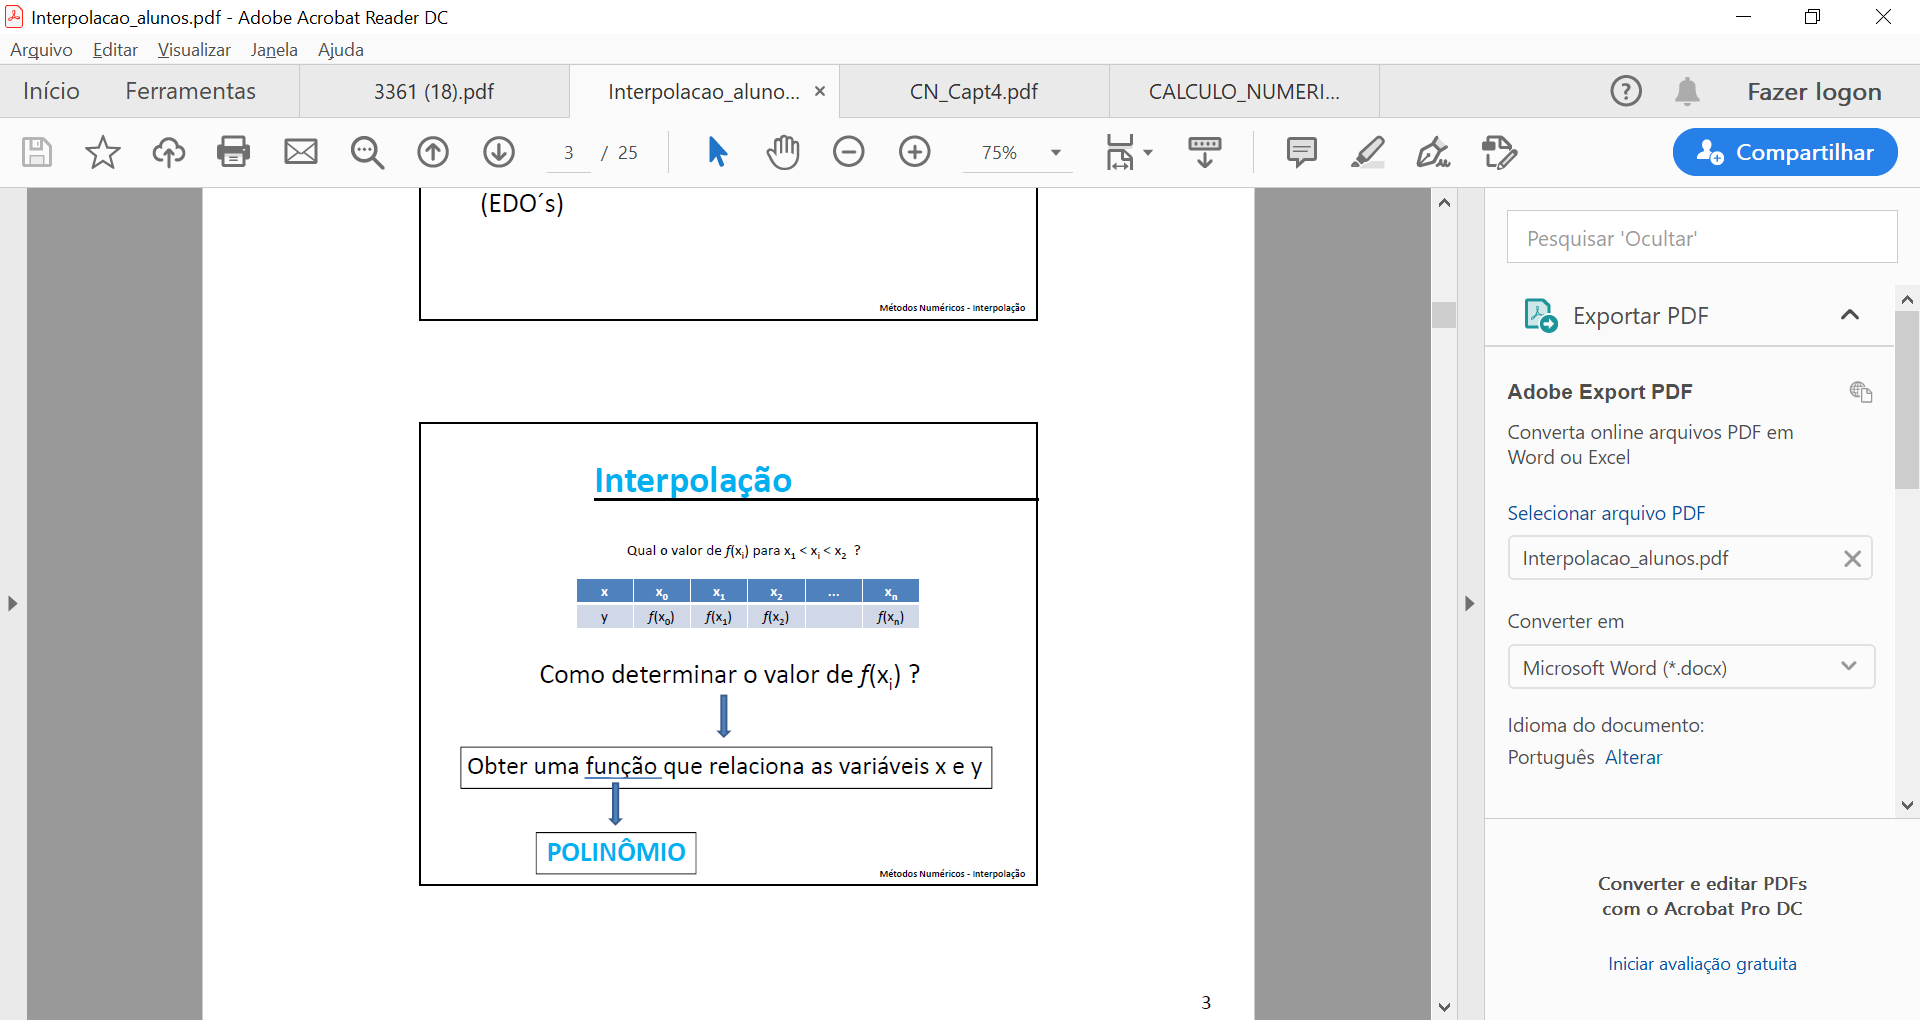 Interpolacao_alunos.pdf - Adobe Acrobat Reader DC
Arquivo Editar Visualizar Janela Ajuda
Início Ferramentas 3361 (18).pdf Interpolacao_aluno... × CN_Capt4.pdf CALCULO_NUMERI... ? Fazer logon
3 / 25 75% Compartilhar
(EDO´s)
Métodos Numéricos - Interpolação
Interpolação
Qual o valor de f(xi) para x1 < xi < x2 ?
x x0 x1 x2 ... xn
y f(x0) f(x1) f(x2) f(xn)
Como determinar o valor de f(xi) ?
Obter uma função que relaciona as variáveis x e y
POLINÔMIO
Métodos Numéricos - Interpolação
3
Pesquisar 'Ocultar'
Exportar PDF
Adobe Export PDF
Converta online arquivos PDF em
Word ou Excel
Selecionar arquivo PDF
Interpolacao_alunos.pdf
Converter em
Microsoft Word (*.docx)
Idioma do documento:
Português Alterar
Converter e editar PDFs
com o Acrobat Pro DC
Iniciar avaliação gratuita